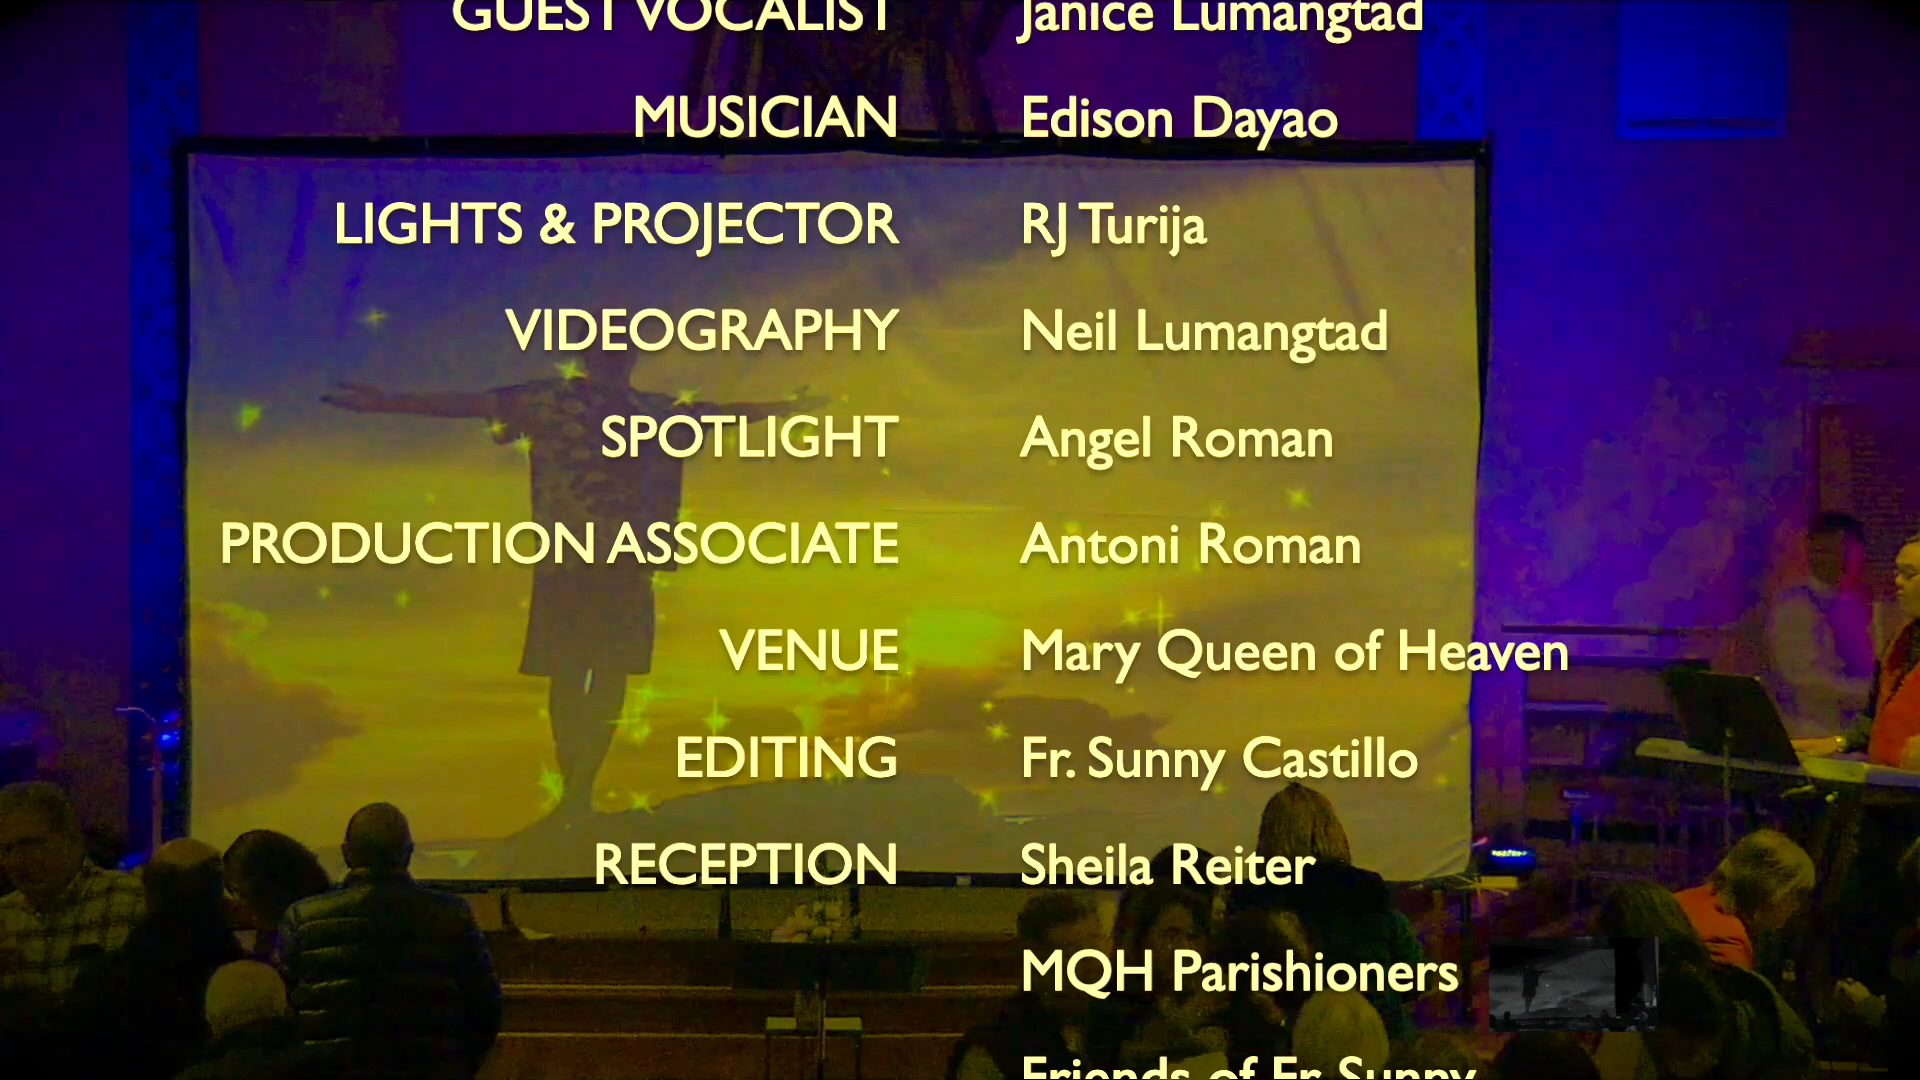 GUEST VOCALIST Janice Lumangtad
MUSICIAN Edison Dayao
LIGHTS & PROJECTOR RJ Turija
VIDEOGRAPHY Neil Lumangtad
SPOTLIGHT Angel Roman
PRODUCTION ASSOCIATE Antoni Roman
VENUE Mary Queen of Heaven
EDITING Fr. Sunny Castillo
RECEPTION Sheila Reiter
MQH Parishioners
Friends of Fr Sunny